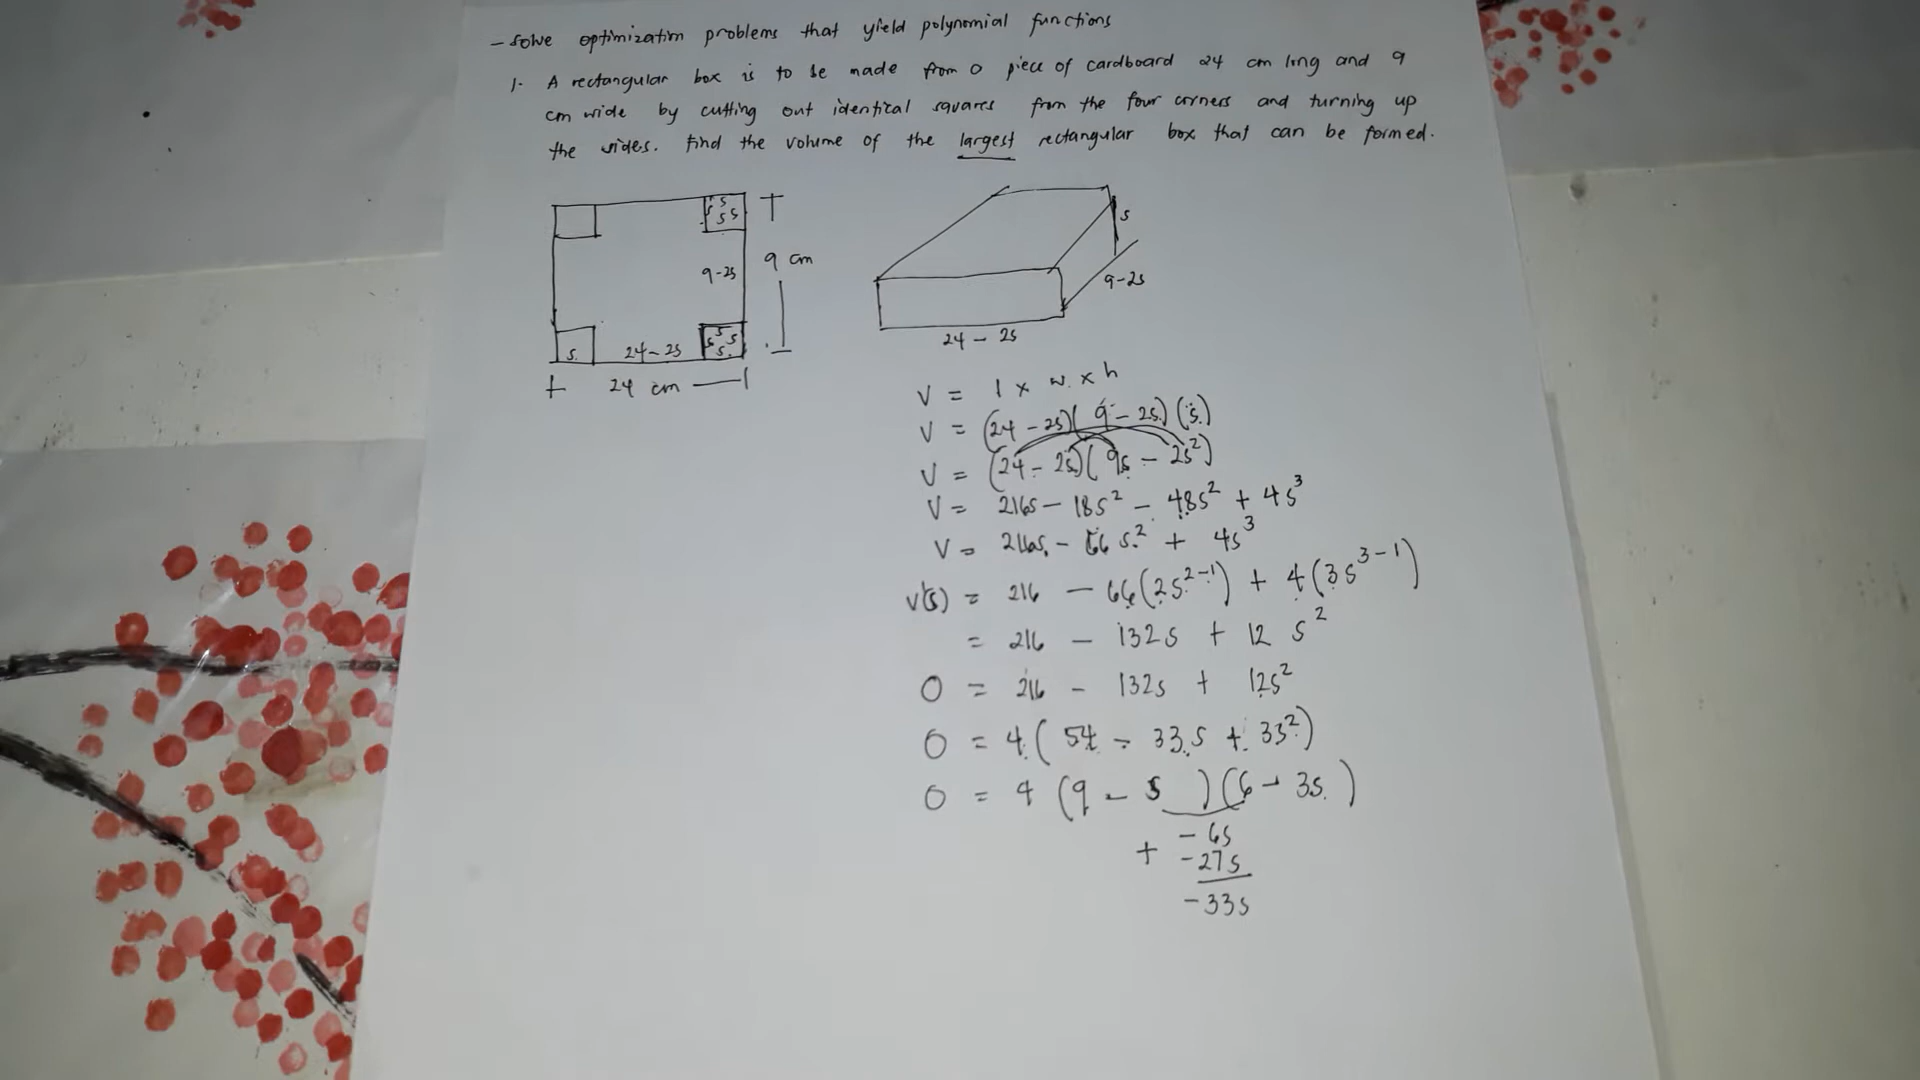 - Solve optimization problems that yield polynomial functions
1. A rectangular box is to be made from a piece of cardboard 24 cm long and 9
cm wide by cutting out identical squares from the four corners and turning up
the sides. Find the volume of the largest rectangular box that can be formed.
s
s s s
9-2s
9 cm
s
s s
s
s.
24-2s
24 cm
s
9-2s
24 - 2s
V = l x w x h
V = (24 - 2s)(9 - 2s)(s)
V = (24 - 2s)(9s - 2s²)
V = 216s - 18s² - 48s² + 4s³
V = 216s - 66s² + 4s³
V'(s) = 216 - 66(2s²⁻¹) + 4(3s³⁻¹)
= 216 - 132s + 12 s²
0 = 216 - 132s + 12s²
0 = 4(54 - 33s + 3s²)
0 = 4 (9 - s )(6 - 3s )
- 6s
+ -27s
-33s